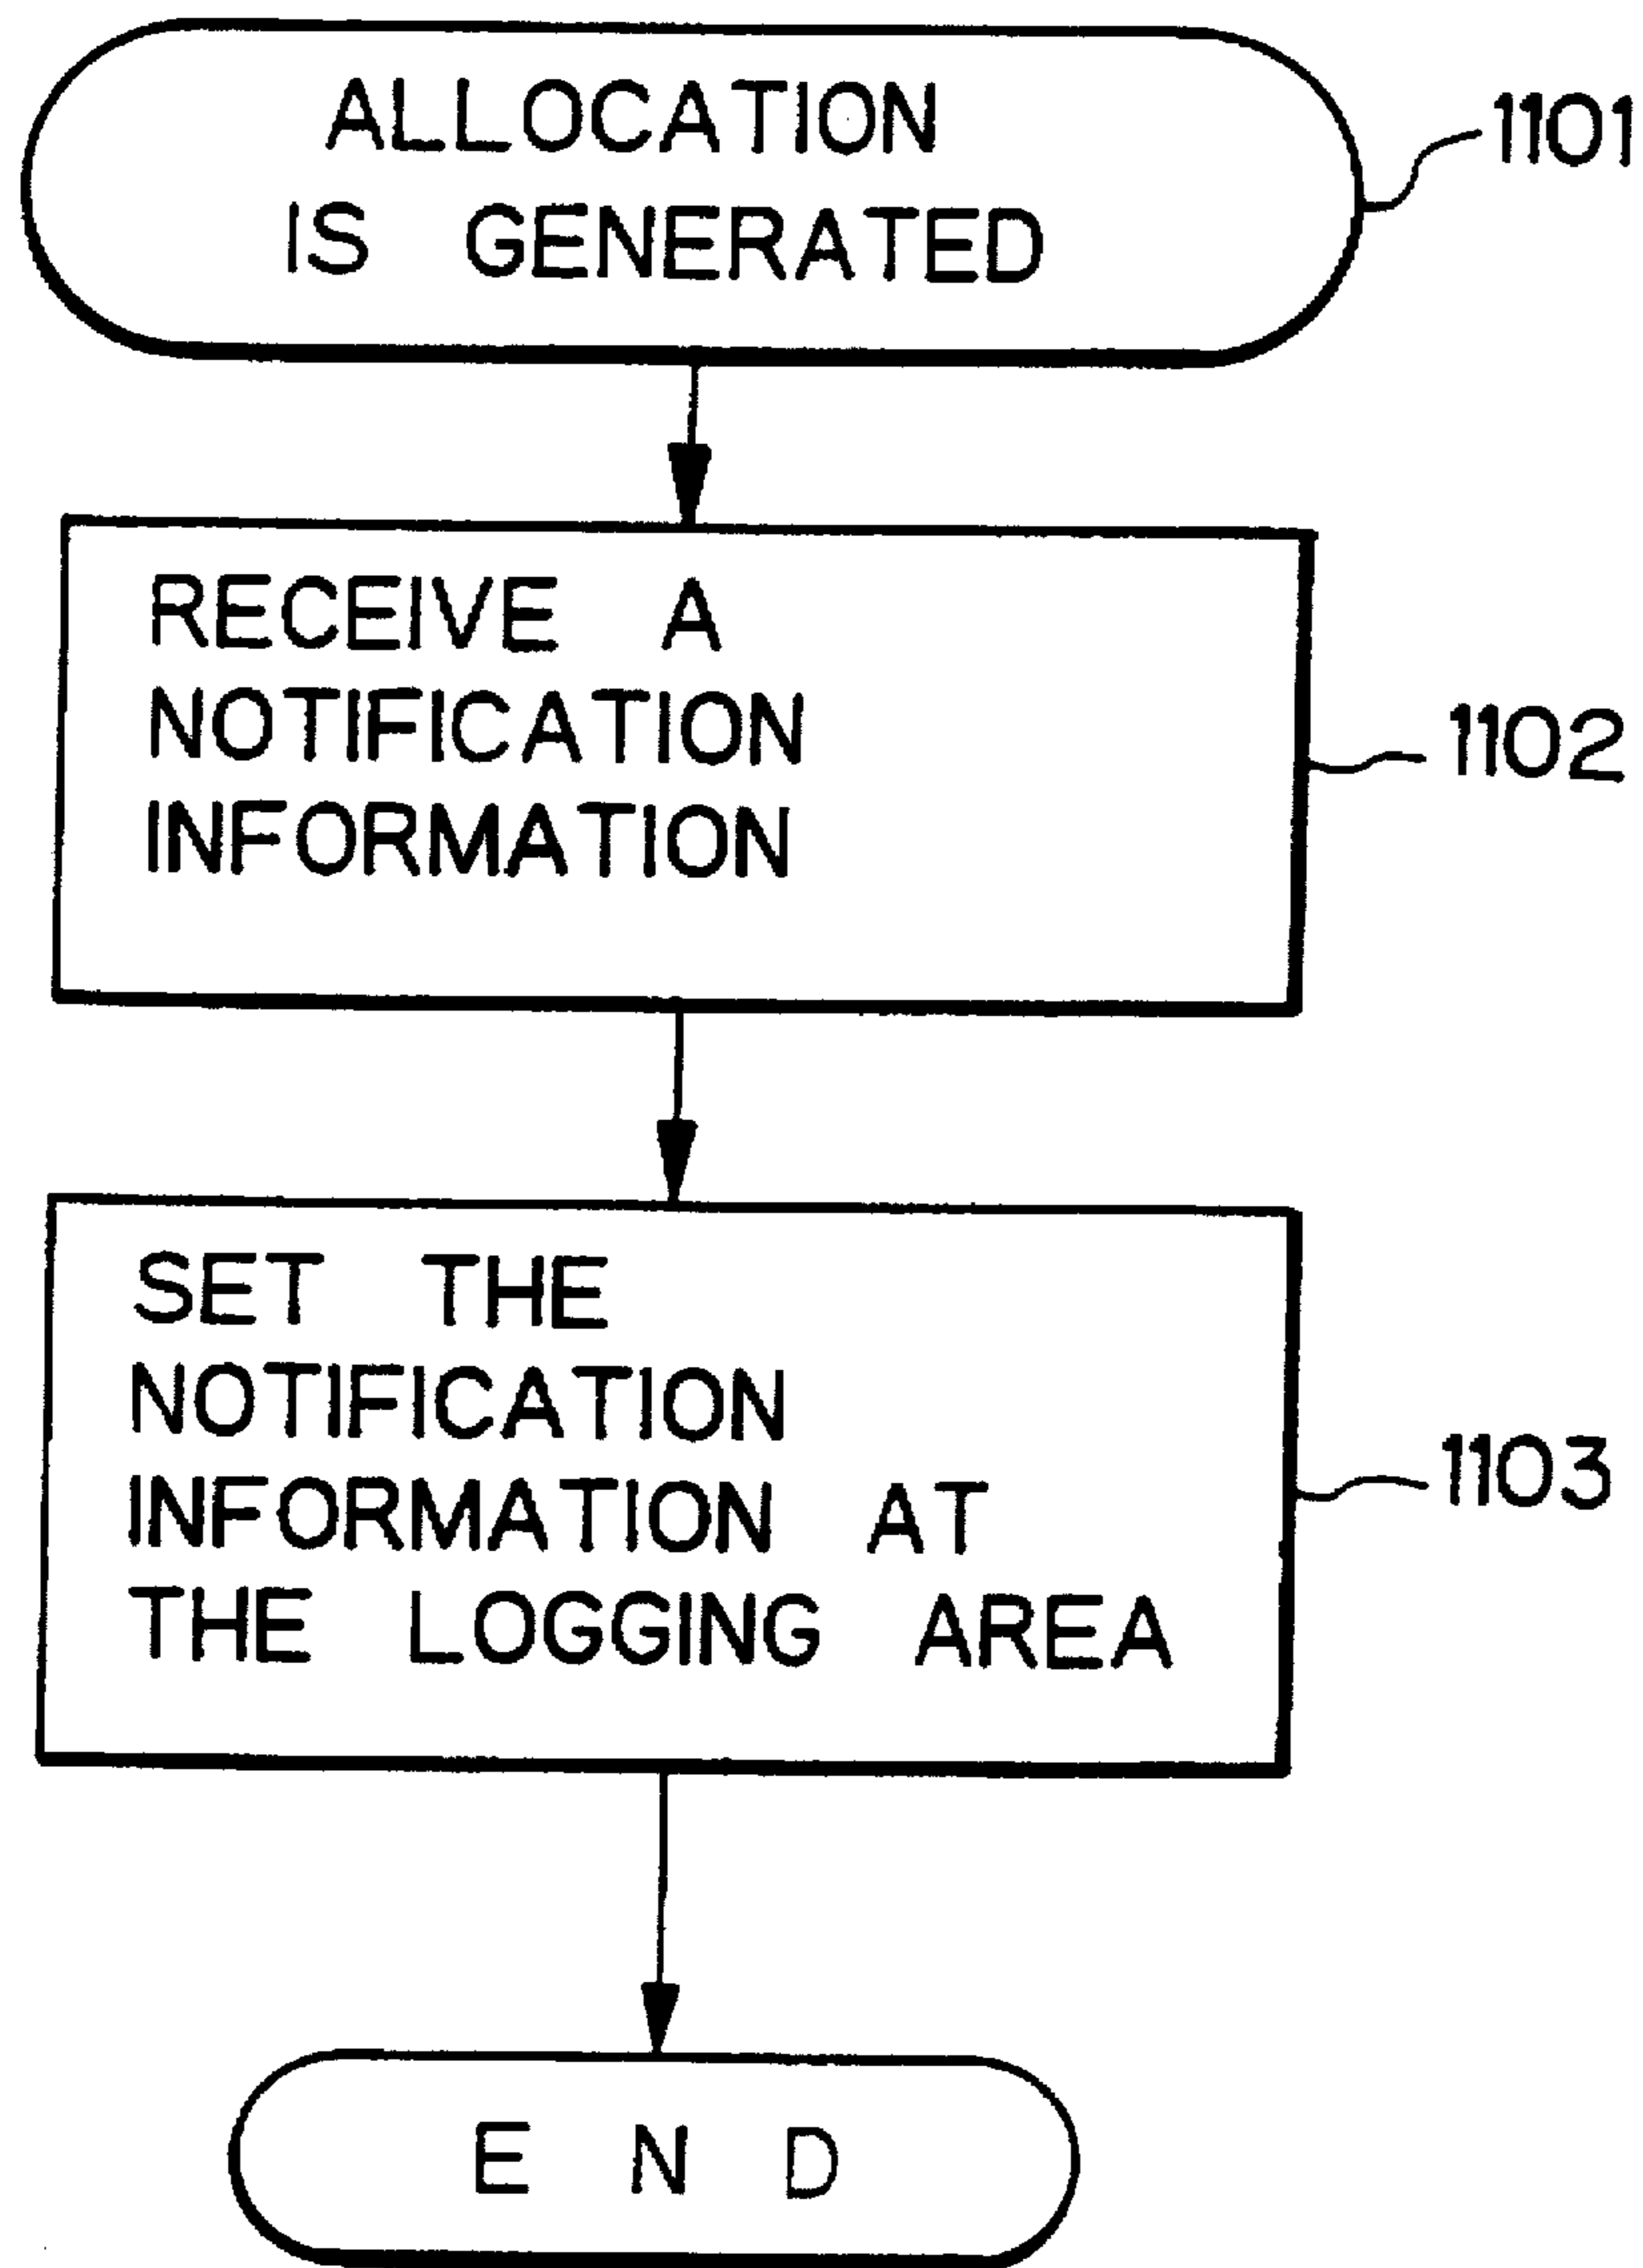 ALLOCATION
IS GENERATED
1101
RECEIVE A
NOTIFICATION
INFORMATION
1102
SET THE
NOTIFICATION
INFORMATION AT
THE LOGGING AREA
1103
E N D